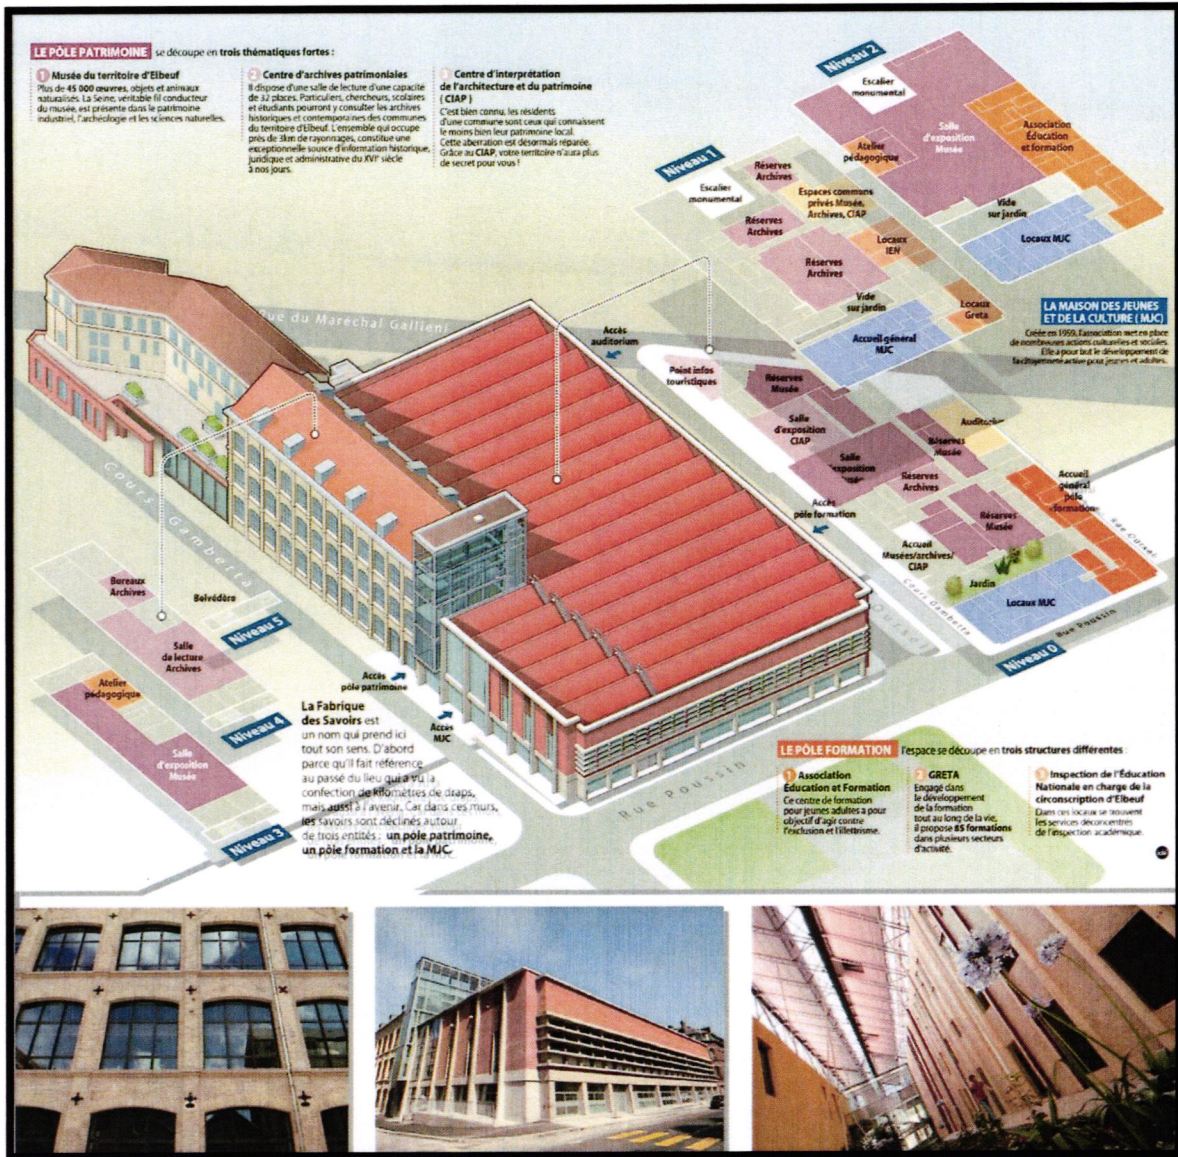 LE PÔLE PATRIMOINE se découpe en trois thématiques fortes :
1 Musée du territoire d'Elbeuf
Plus de 45 000 œuvres, objets et animaux
naturalisés. La Seine, véritable fil conducteur
du musée, est présente dans le patrimoine
industriel, l'archéologie et les sciences naturelles.
2 Centre d'archives patrimoniales
Il dispose d'une salle de lecture d'une capacité
de 32 places. Particuliers, chercheurs, scolaires
et étudiants pourront y consulter les archives
historiques et contemporaines des communes
du territoire d'Elbeuf. L'ensemble qui occupe
près de 3km de rayonnages, constitue une
exceptionnelle source d'information historique,
juridique et administrative du XVIe siècle
à nos jours.
3 Centre d'interprétation
de l'architecture et du patrimoine
( CIAP )
C'est bien connu, les résidents
d'une commune sont ceux qui connaissent
le moins bien leur patrimoine local.
Cette aberration est désormais réparée.
Grâce au CIAP, votre territoire n'aura plus
de secret pour vous !
Niveau 2
Escalier
monumental
Salle
d'exposition
Musée
Association
Éducation
et formation
Atelier
pédagogique
Vide
sur jardin
Locaux MJC
Niveau 1
Réserves
Archives
Escalier
monumental
Espaces communs
privés Musée,
Archives, CIAP
Réserves
Archives
Locaux
IEN
Réserves
Archives
Vide
sur jardin
Locaux
Greta
Accueil général
MJC
LA MAISON DES JEUNES
ET DE LA CULTURE ( MJC)
Créée en 1959, l'association met en place
de nombreuses actions culturelles et sociales.
Elle a pour but le développement de
la citoyenneté active pour jeunes et adultes.
Rue du Maréchal Gallieni
Accès
auditorium
Point infos
touristiques
Réserves
Musée
Salle
d'exposition
CIAP
Auditorium
Salle
d'exposition
Musée
Réserves
Musée
Réserves
Archives
Accueil
général
pôle
«formation»
Accès
pôle formation
Réserves
Musée
Accueil
Musées/archives/
CIAP
Jardin
Locaux MJC
Cours Gambetta
Rue Poussin
Niveau 0
Cours Gambetta
Bureaux
Archives
Belvédère
Niveau 5
Salle
de lecture
Archives
Niveau 4
Atelier
pédagogique
Salle
d'exposition
Musée
Niveau 3
Accès
pôle patrimoine
Accès
MJC
Rue Poussin
La Fabrique
des Savoirs est
un nom qui prend ici
tout son sens. D'abord
parce qu'il fait référence
au passé du lieu qui a vu la
confection de kilomètres de draps,
mais aussi à l'avenir. Car dans ces murs,
les savoirs sont déclinés autour
de trois entités : un pôle patrimoine,
un pôle formation et la MJC.
LE PÔLE FORMATION l'espace se découpe en trois structures différentes :
1 Association
Éducation et Formation
Ce centre de formation
pour jeunes adultes a pour
objectif d'agir contre
l'exclusion et l'illettrisme.
2 GRETA
Engagé dans
le développement
de la formation
tout au long de la vie,
il propose 85 formations
dans plusieurs secteurs
d'activité.
3 Inspection de l'Éducation
Nationale en charge de la
circonscription d'Elbeuf
Dans ces locaux se trouvent
les services déconcentrés
de l'inspection académique.